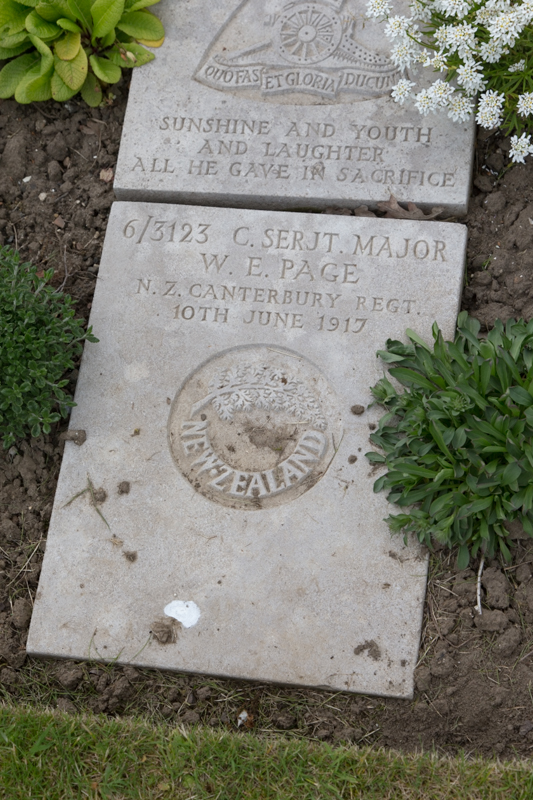 QUO FAS ET GLORIA DUCUNT
SUNSHINE AND YOUTH
AND LAUGHTER
ALL HE GAVE IN SACRIFICE
6/3123 C. SERJT. MAJOR
W. E. PAGE
N. Z. CANTERBURY REGT.
10TH JUNE 1917
NEW ZEALAND